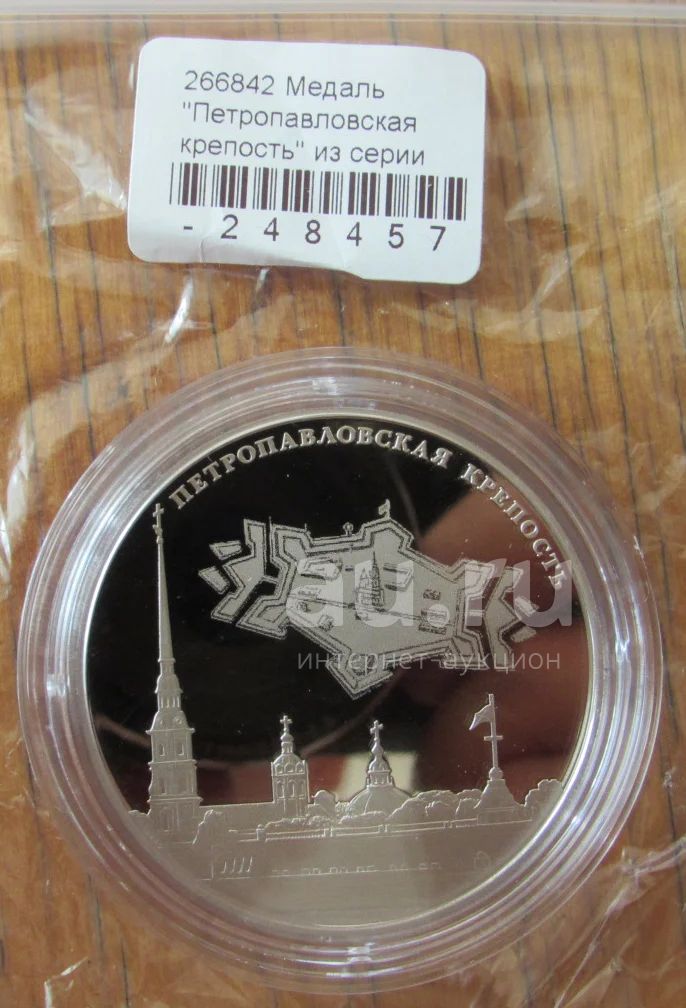 266842 Медаль
"Петропавловская
крепость" из серии
- 2 4 8 4 5 7
ПЕТРОПАВЛОВСКАЯ КРЕПОСТЬ
au.ru
интернет-аукцион